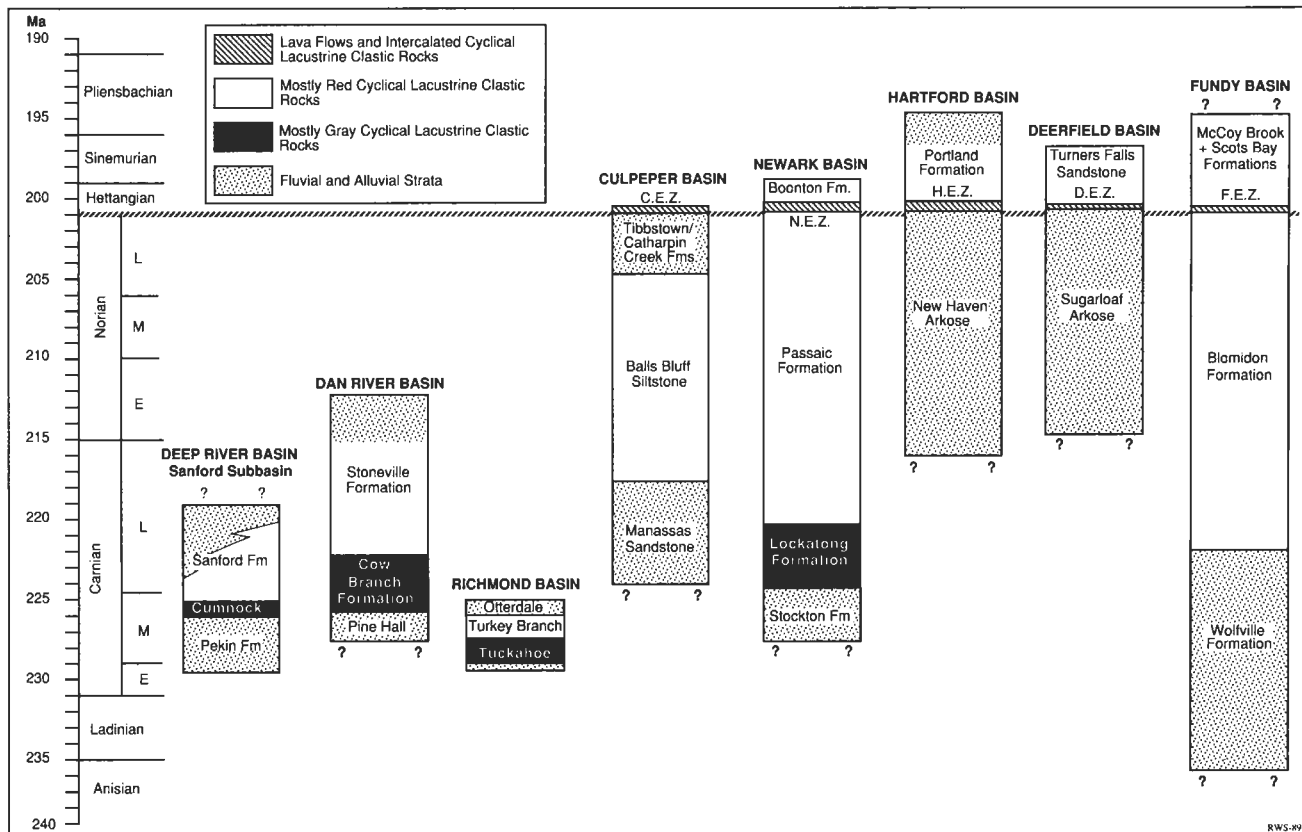 Ma
190
195
200
205
210
215
220
225
230
235
240
Pliensbachian
Sinemurian
Hettangian
Norian
L
M
E
Carnian
L
M
E
Ladinian
Anisian
Lava Flows and Intercalated Cyclical
Lacustrine Clastic Rocks
Mostly Red Cyclical Lacustrine Clastic
Rocks
Mostly Gray Cyclical Lacustrine Clastic
Rocks
Fluvial and Alluvial Strata
DEEP RIVER BASIN
Sanford Subbasin
? ?
Sanford Fm
Cumnock
Pekin Fm
DAN RIVER BASIN
Stoneville
Formation
Cow
Branch
Formation
Pine Hall
? ?
RICHMOND BASIN
Otterdale
Turkey Branch
Tuckahoe
CULPEPER BASIN
C.E.Z.
Tibbstown/
Catharpin
Creek Fms.
Balls Bluff
Siltstone
Manassas
Sandstone
? ?
NEWARK BASIN
Boonton Fm.
N.E.Z.
Passaic
Formation
Lockatong
Formation
Stockton Fm
? ?
HARTFORD BASIN
Portland
Formation
H.E.Z.
New Haven
Arkose
? ?
DEERFIELD BASIN
Turners Falls
Sandstone
D.E.Z.
Sugarloaf
Arkose
? ?
FUNDY BASIN
? ?
McCoy Brook
+ Scots Bay
Formations
F.E.Z.
Blomidon
Formation
Wolfville
Formation
? ?
RWS-89